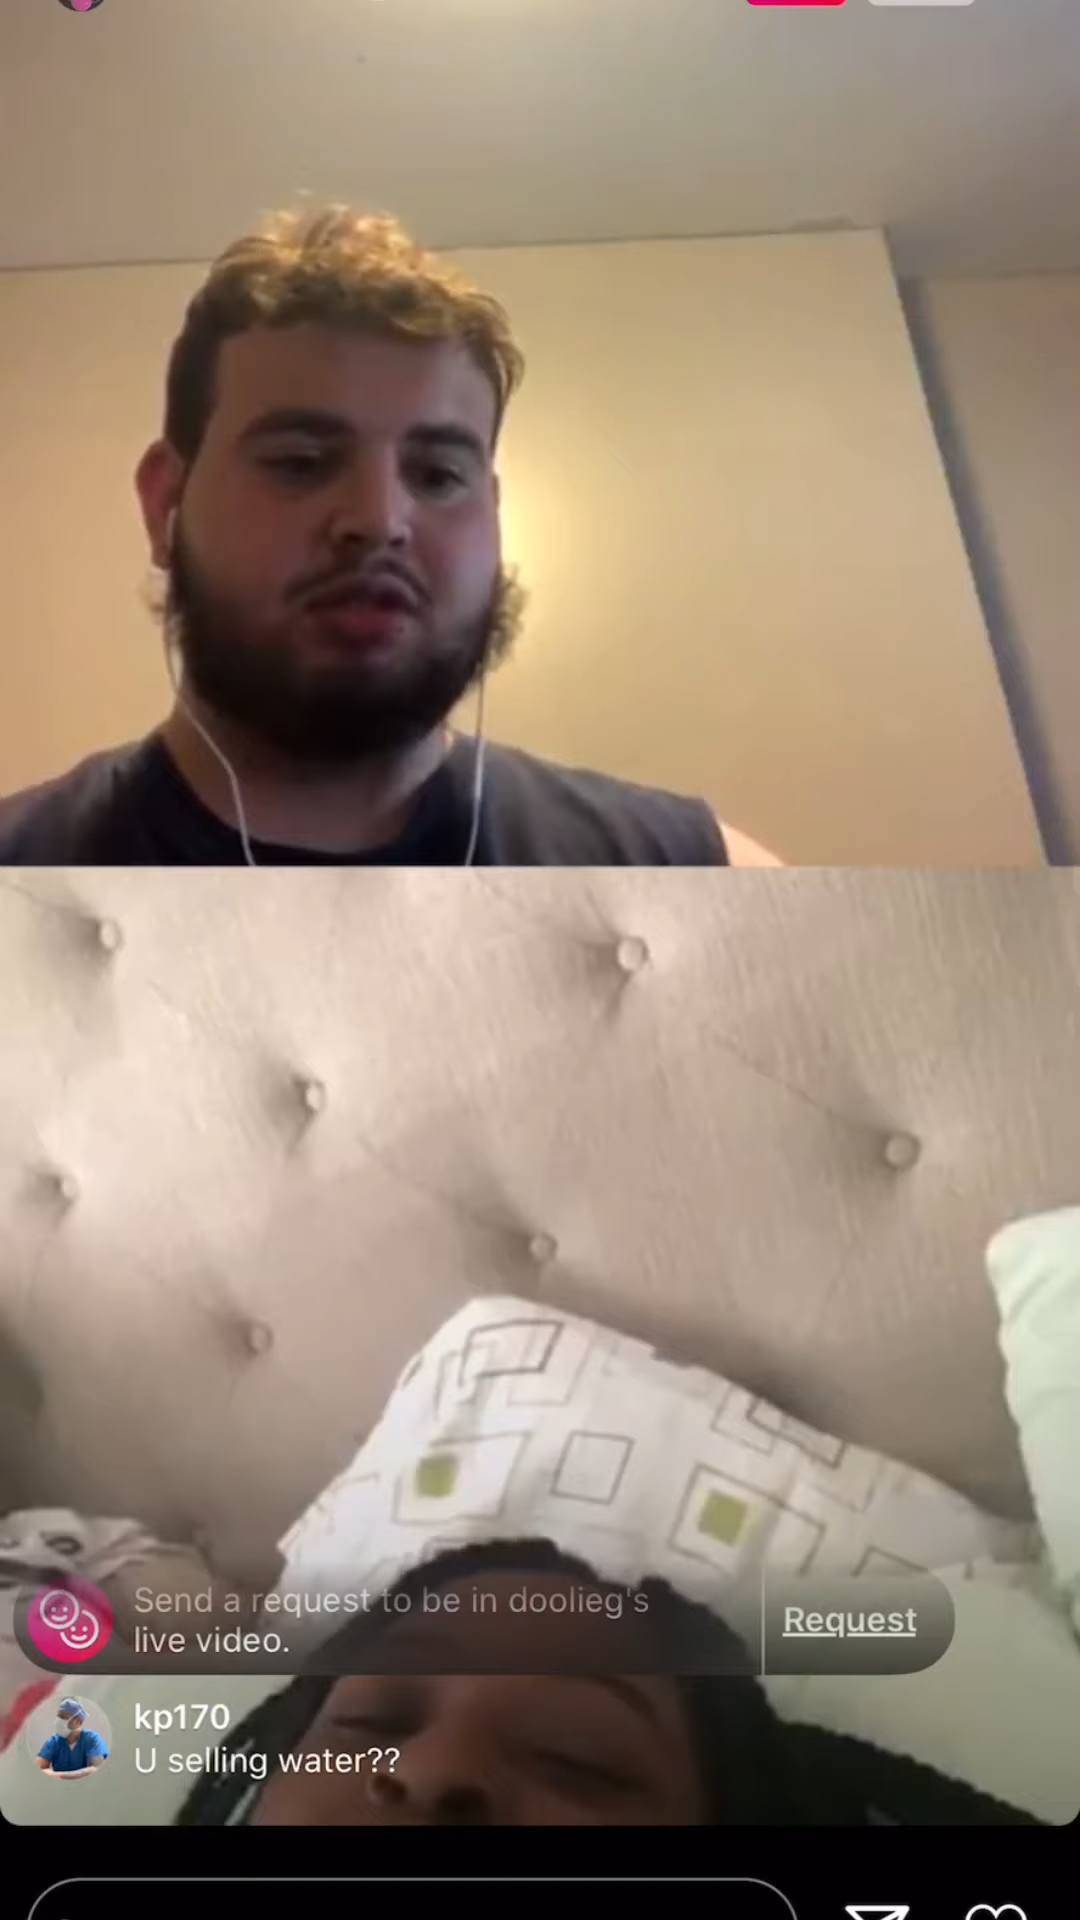 Send a request to be in doolieg's
live video.
Request
kp170
U selling water??